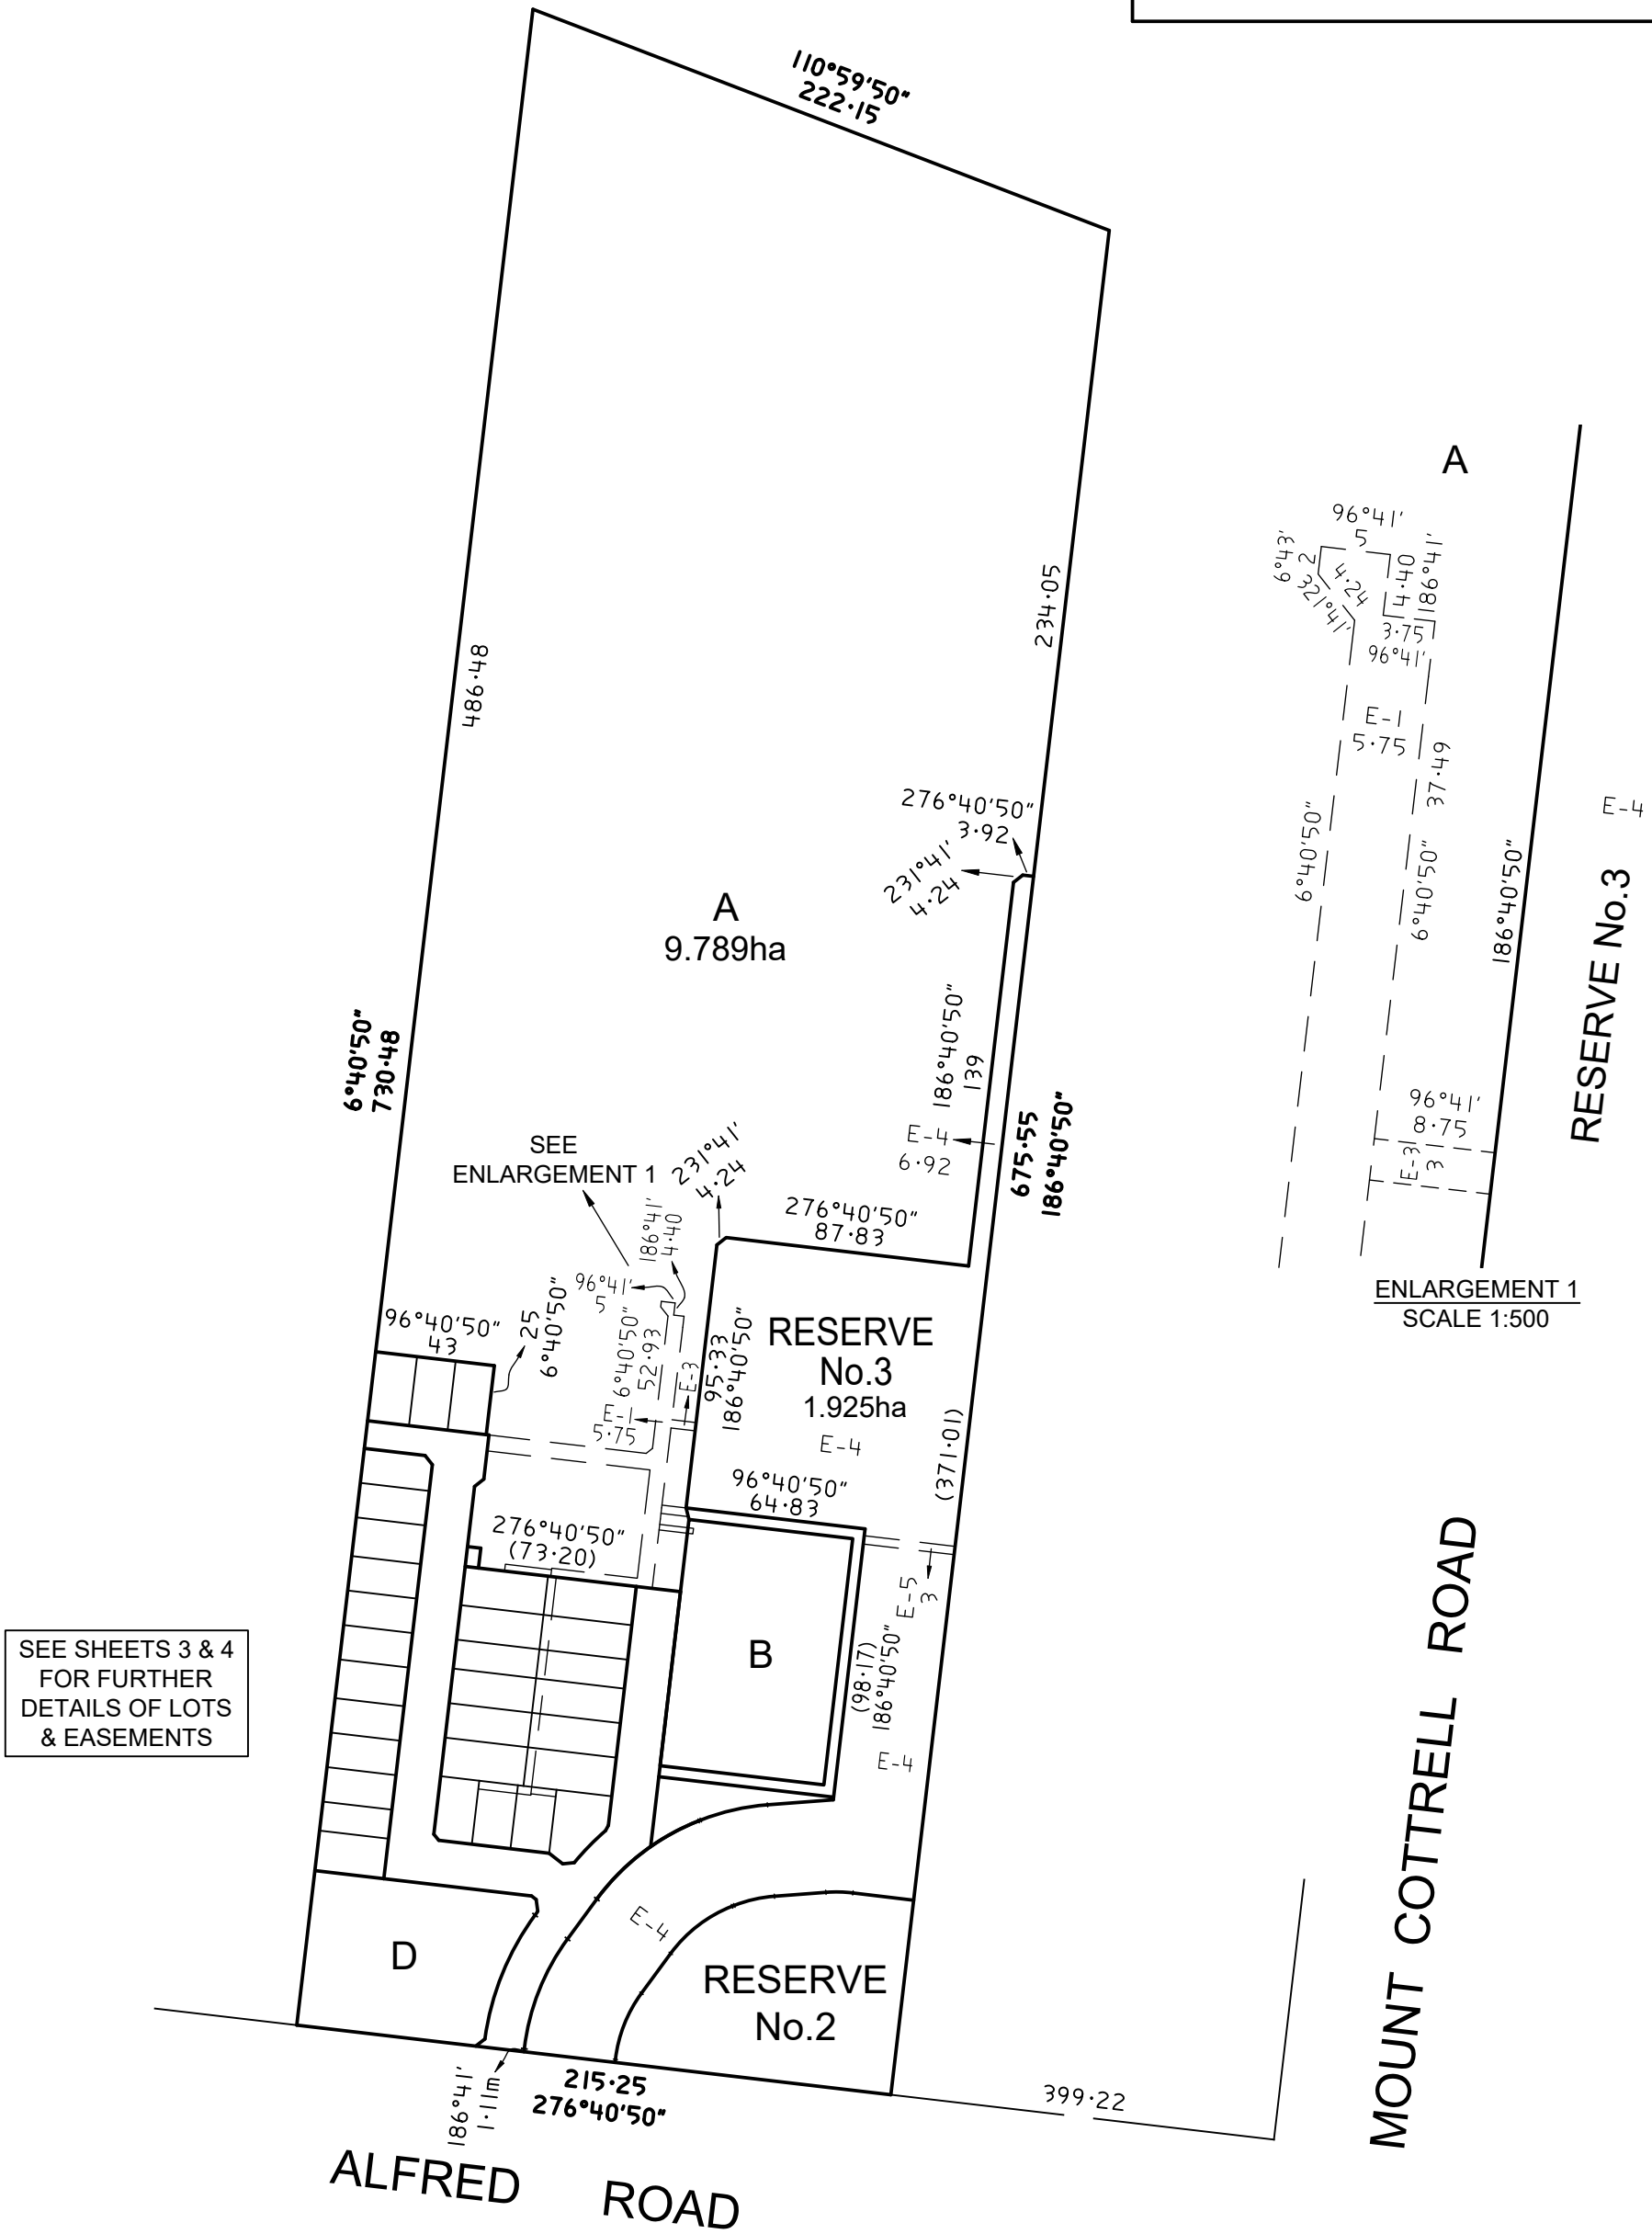 110°59'50"
222·15
486·48
234·05
276°40'50"
3·92
231°41'
4·24
A
9.789ha
186°40'50"
139
6°40'50"
730·48
E-4
6·92
675·55
186°40'50"
SEE
ENLARGEMENT 1
231°41'
4·24
276°40'50"
87·83
186°41'
4·40
96°41'
5
96°40'50"
43
25
6°40'50"
6°40'50"
52·93
E-3
95·33
186°40'50"
E-1
5·75
RESERVE
No.3
1.925ha
E-4
(371·01)
96°40'50"
64·83
276°40'50"
(73·20)
E-5
3
B
(98·17)
186°40'50"
E-4
SEE SHEETS 3 & 4
FOR FURTHER
DETAILS OF LOTS
& EASEMENTS
D
E-4
RESERVE
No.2
186°41'
1·11m
215·25
276°40'50"
399·22
ALFRED ROAD
MOUNT COTTRELL ROAD
A
96°41'
5
6°43'
2
4·24
321°41'
4·40
186°41'
3·75
96°41'
E-1
5·75
37·49
6°40'50"
6°40'50"
186°40'50"
E-4
RESERVE No.3
96°41'
8·75
E-3
3
ENLARGEMENT 1
SCALE 1:500